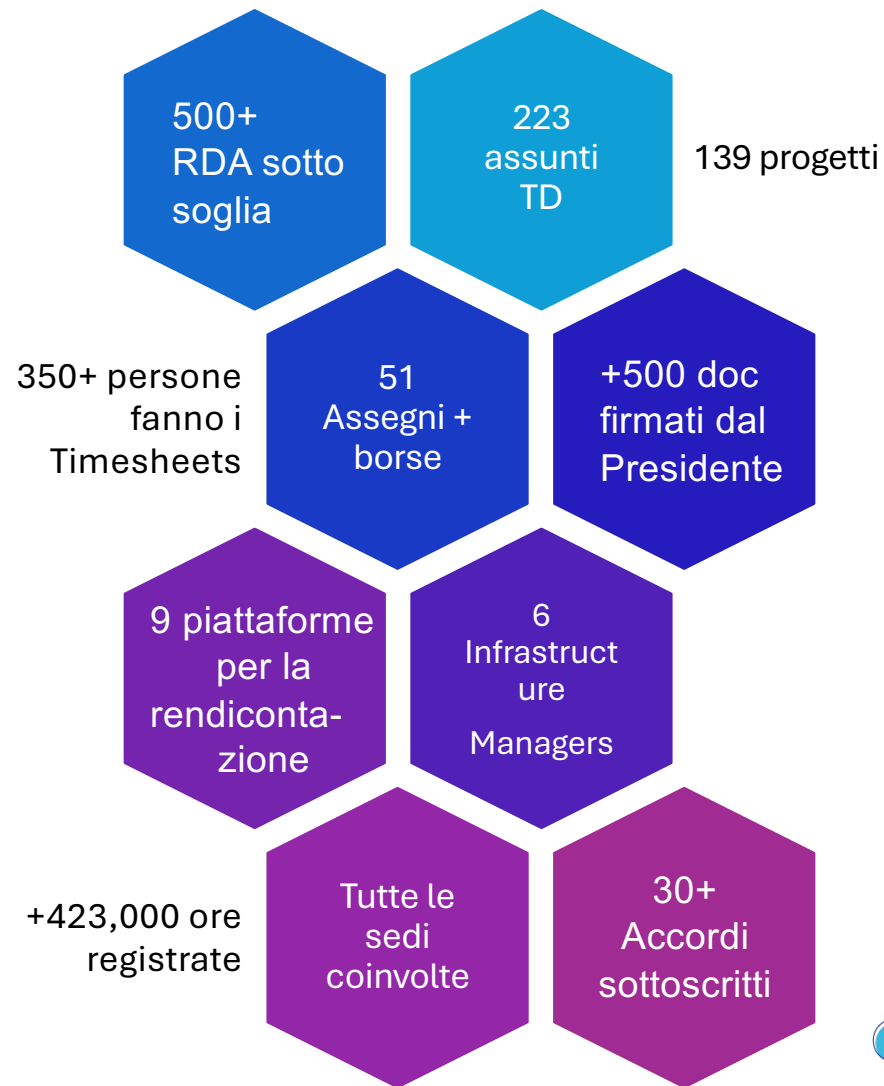 500+
RDA sotto
soglia
223
assunti
TD
139 progetti
350+ persone
fanno i
Timesheets
51
Assegni +
borse
+500 doc
firmati dal
Presidente
9 piattaforme
per la
rendiconta-
zione
6
Infrastruct
ure
Managers
+423,000 ore
registrate
Tutte le
sedi
coinvolte
30+
Accordi
sottoscritti